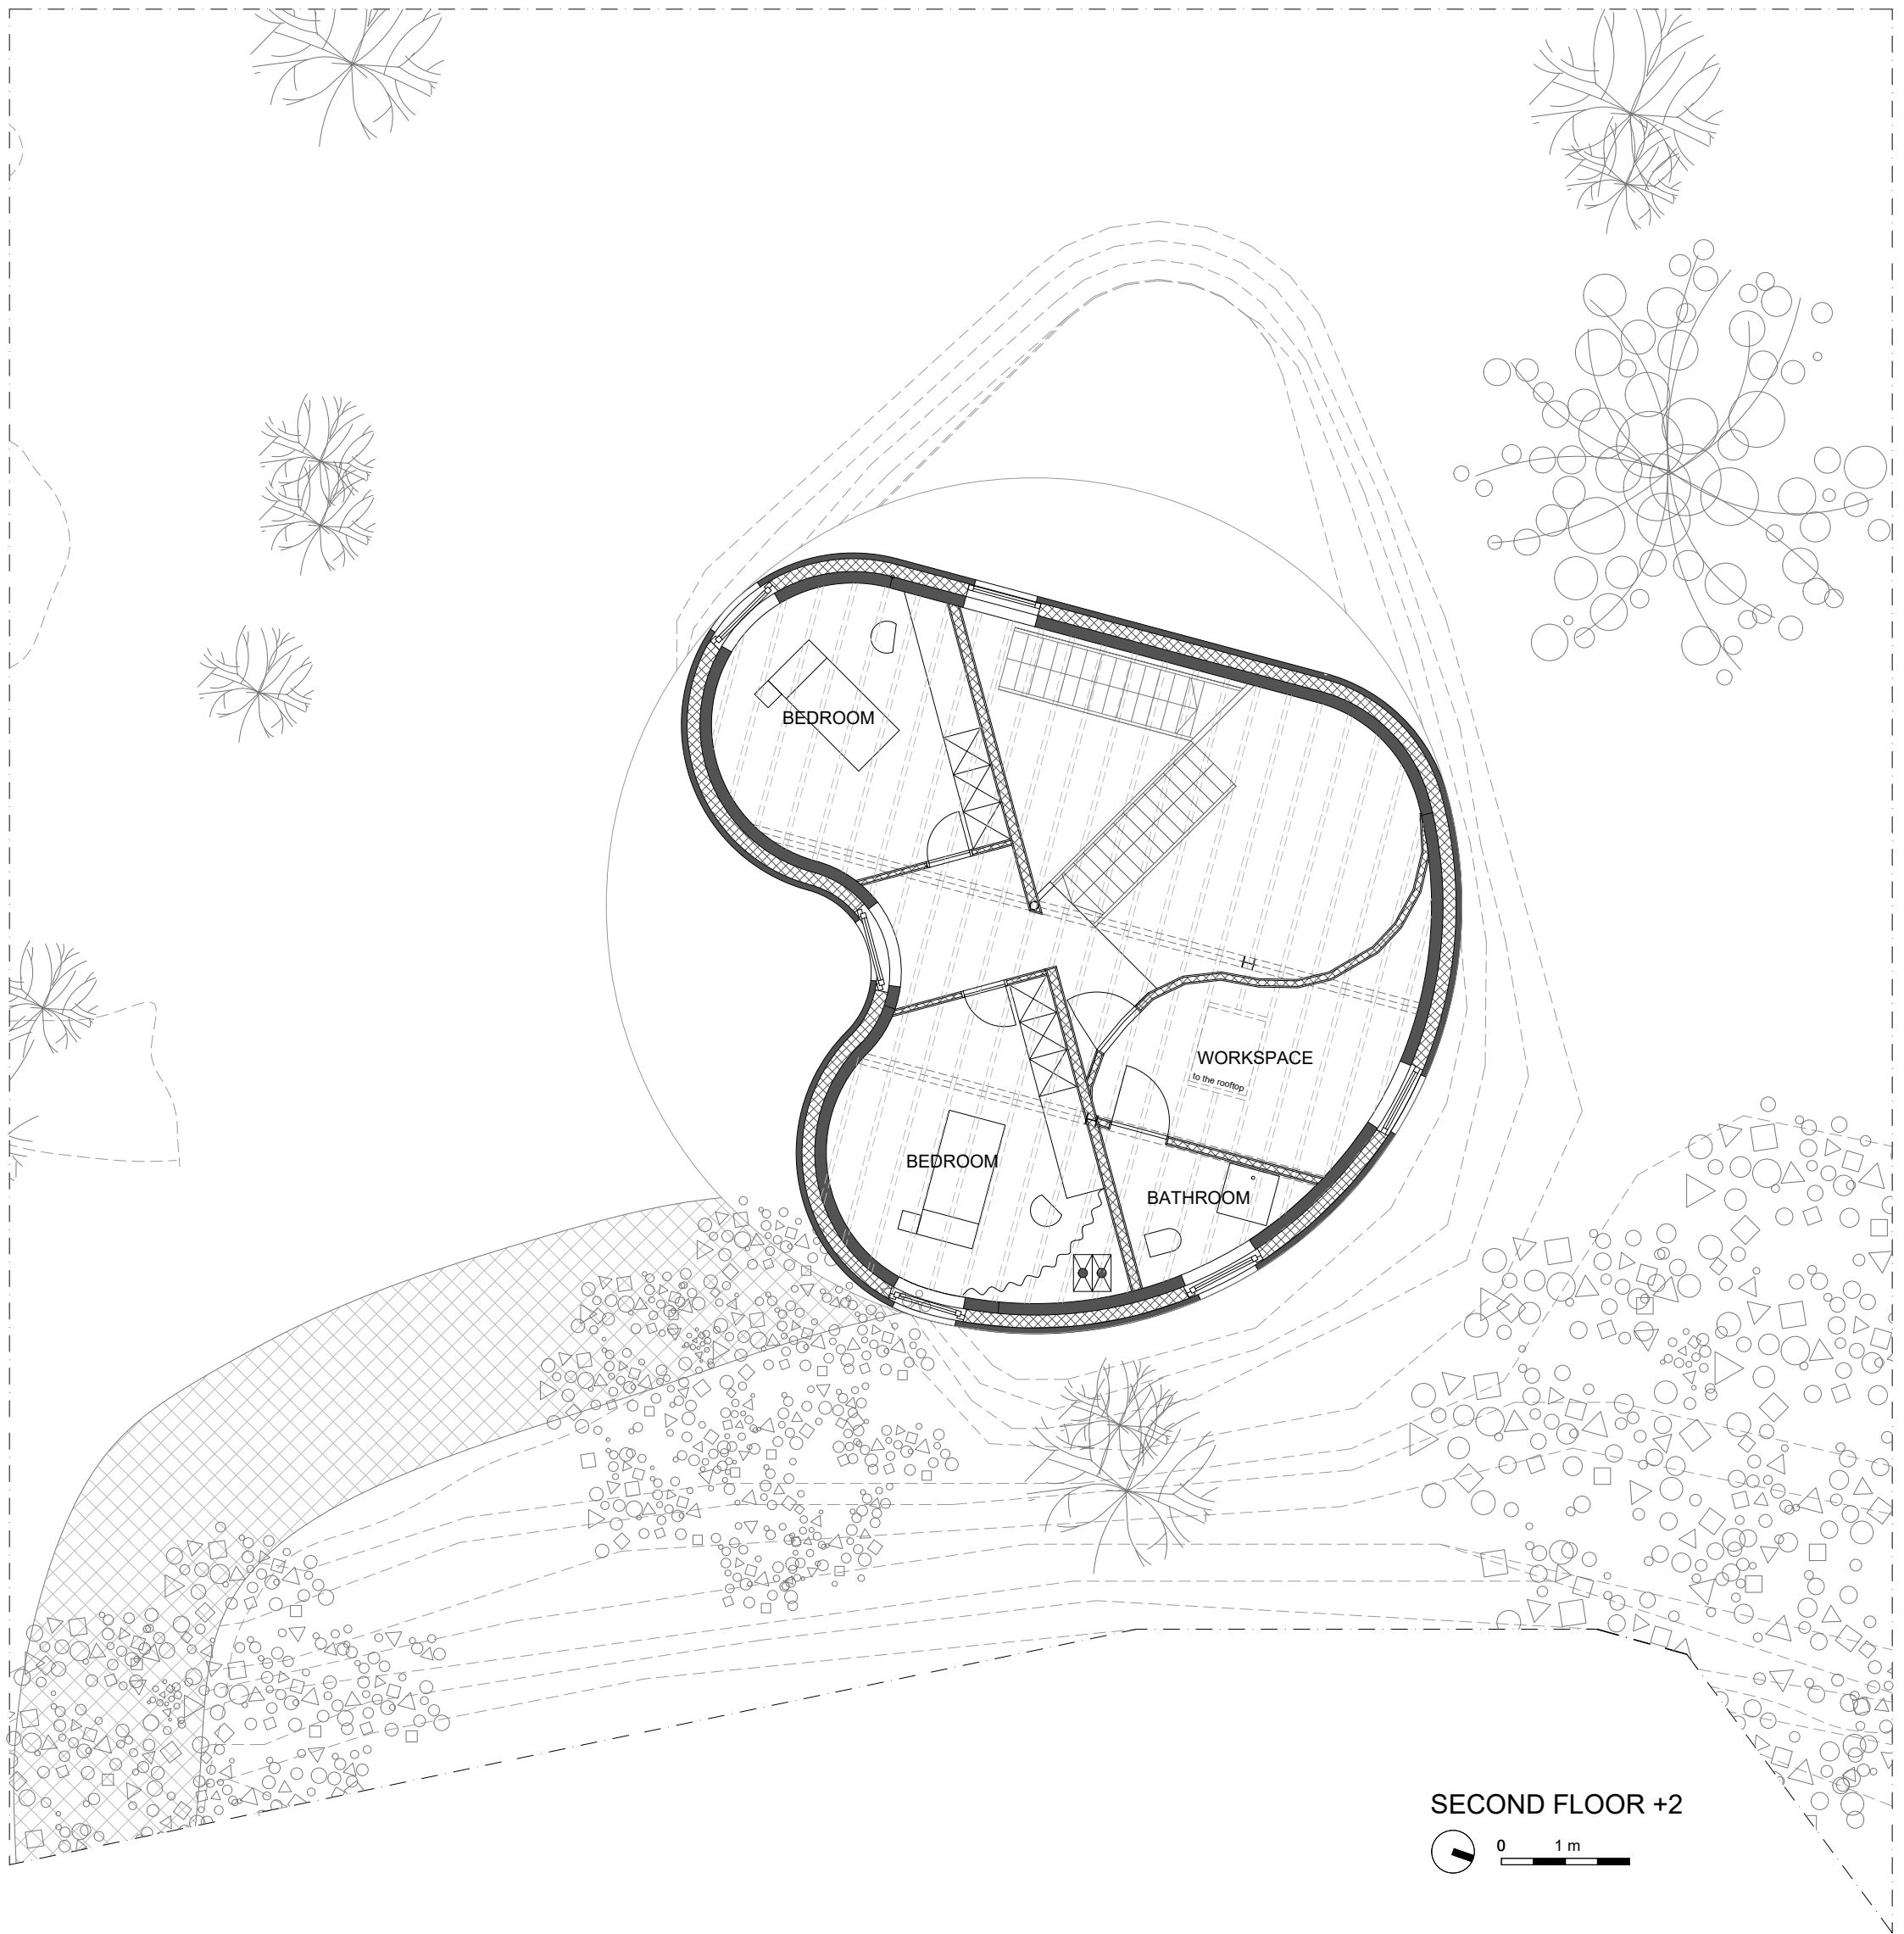 BEDROOM
WORKSPACE
to the rooftop
BEDROOM
BATHROOM
SECOND FLOOR +2
0 1 m